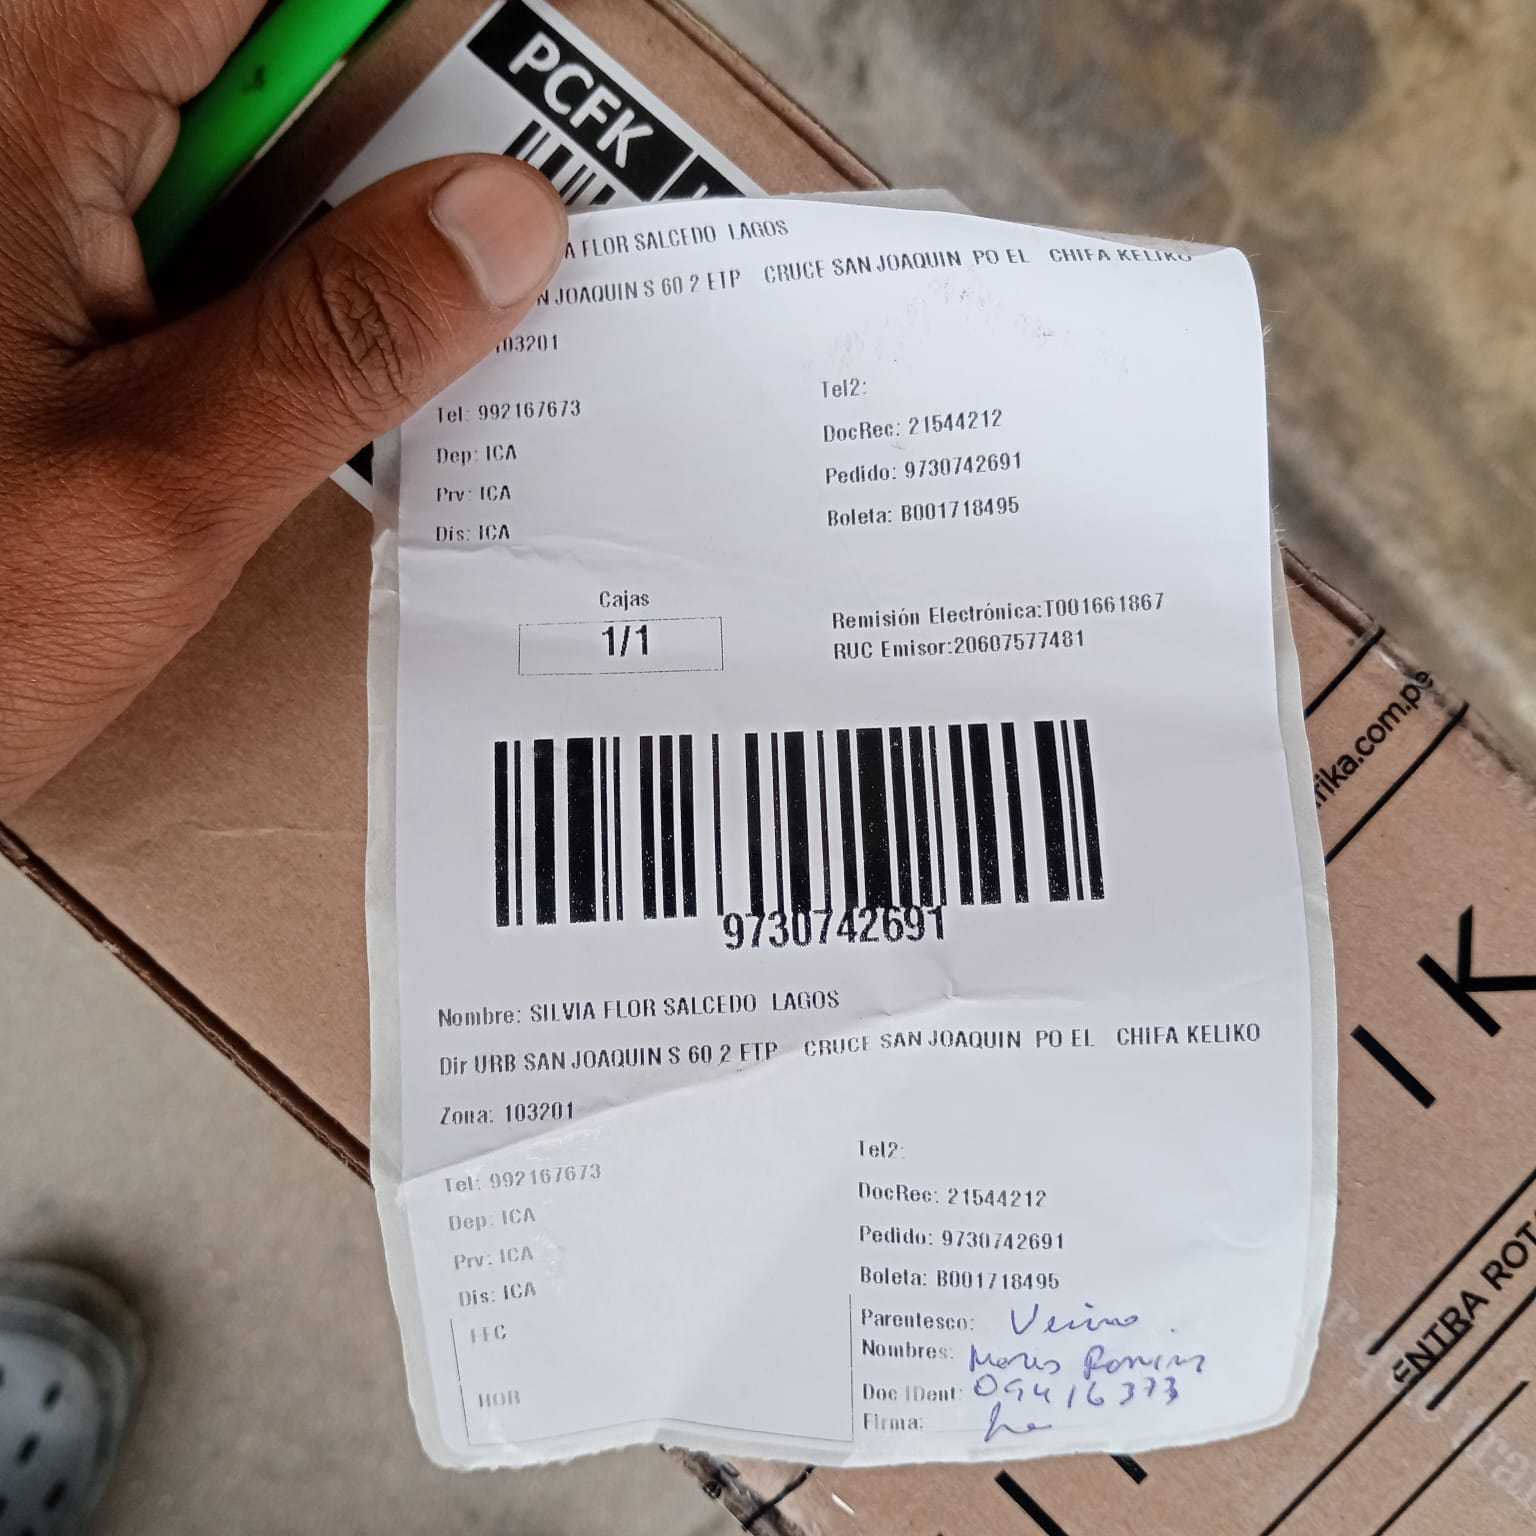 PCFK
A FLOR SALCEDO LAGOS
N JOAQUIN S 60 2 ETP CRUCE SAN JOAQUIN PO EL CHIFA KELIKO
103201
Tel: 992167673
Tel2:
Dep: ICA
DocRec: 21544212
Prv: ICA
Pedido: 9730742691
Dis: ICA
Boleta: B001718495
Cajas
1/1
Remisión Electrónica:T001661867
RUC Emisor:20607577481
9730742691
Nombre: SILVIA FLOR SALCEDO LAGOS
Dir URB SAN JOAQUIN S 60 2 ETP CRUCE SAN JOAQUIN PO EL CHIFA KELIKO
Zona: 103201
Tel: 992167673
Tel2:
Dep: ICA
DocRec: 21544212
Prv: ICA
Pedido: 9730742691
Dis: ICA
Boleta: B001718495
FEC
HOR
Parentesco: Vecino
Nombres:
Doc IDent: 09416373
Firma:
rika.com.pe
I K
ENTRA ROT